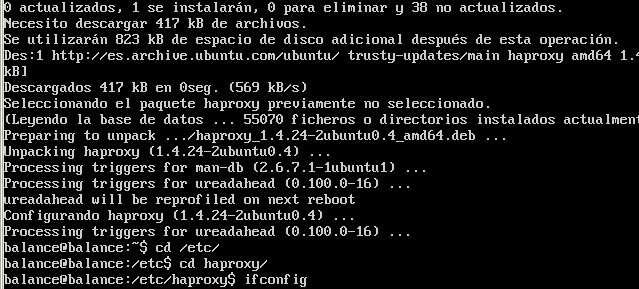 0 actualizados, 1 se instalarán, 0 para eliminar y 38 no actualizados.
Necesito descargar 417 kB de archivos.
Se utilizarán 823 kB de espacio de disco adicional después de esta operación.
Des:1 http://es.archive.ubuntu.com/ubuntu/ trusty-updates/main haproxy amd64 1.4
kB]
Descargados 417 kB en 0seg. (569 kB/s)
Seleccionando el paquete haproxy previamente no seleccionado.
(Leyendo la base de datos ... 55070 ficheros o directorios instalados actualment
Preparing to unpack .../haproxy_1.4.24-2ubuntu0.4_amd64.deb ...
Unpacking haproxy (1.4.24-2ubuntu0.4) ...
Processing triggers for man-db (2.6.7.1-1ubuntu1) ...
Processing triggers for ureadahead (0.100.0-16) ...
ureadahead will be reprofiled on next reboot
Configurando haproxy (1.4.24-2ubuntu0.4) ...
Processing triggers for ureadahead (0.100.0-16) ...
balance@balance:~$ cd /etc/
balance@balance:/etc$ cd haproxy/
balance@balance:/etc/haproxy$ ifconfig